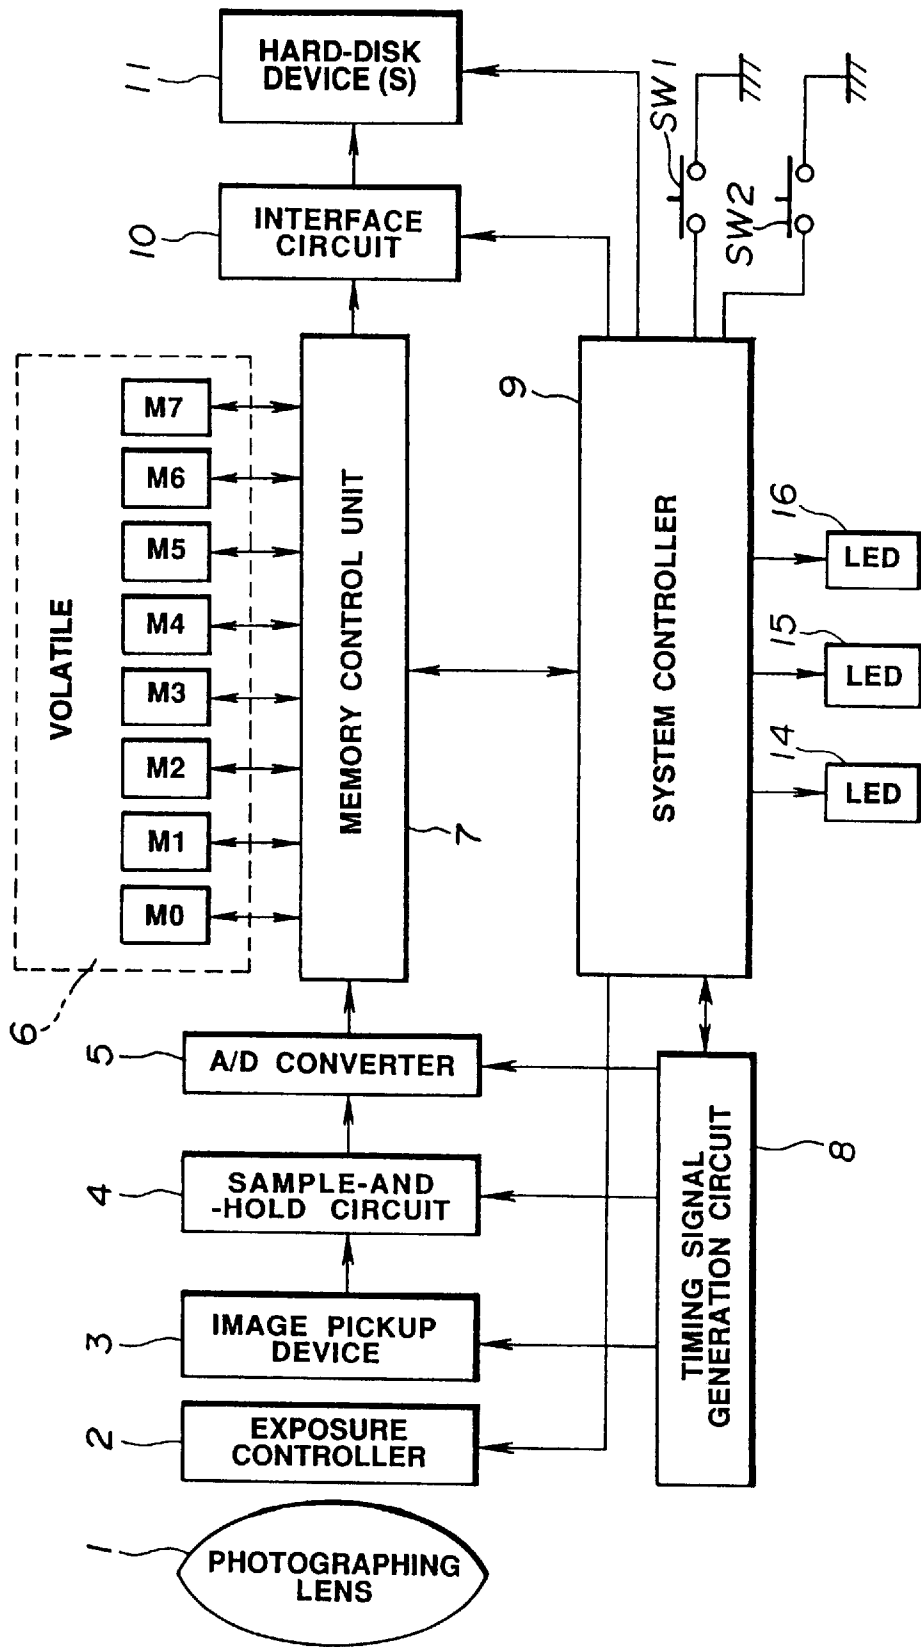 11
HARD-DISK
DEVICE (S)
10
INTERFACE
CIRCUIT
SW1
SW2
VOLATILE
M7
M6
M5
M4
M3
M2
M1
M0
6
MEMORY CONTROL UNIT
7
9
SYSTEM CONTROLLER
16
LED
15
LED
14
LED
5
A/D CONVERTER
4
SAMPLE-AND
-HOLD CIRCUIT
3
IMAGE PICKUP
DEVICE
2
EXPOSURE
CONTROLLER
1
PHOTOGRAPHING
LENS
TIMING SIGNAL
GENERATION CIRCUIT
8